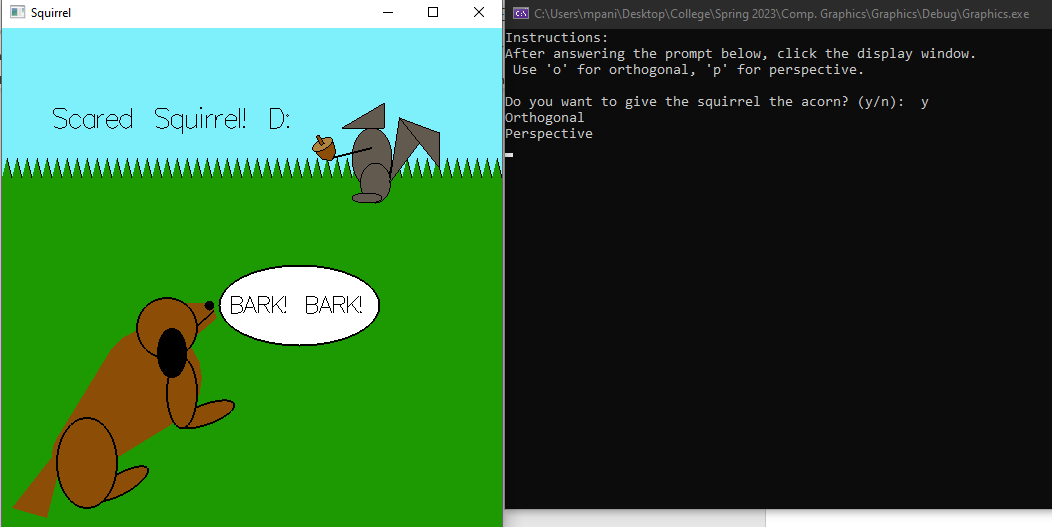 Squirrel
Scared Squirrel! D:
BARK! BARK!
C:\Users\mpani\Desktop\College\Spring 2023\Comp. Graphics\Graphics\Debug\Graphics.exe
Instructions:
After answering the prompt below, click the display window.
Use 'o' for orthogonal, 'p' for perspective.
Do you want to give the squirrel the acorn? (y/n): y
Orthogonal
Perspective